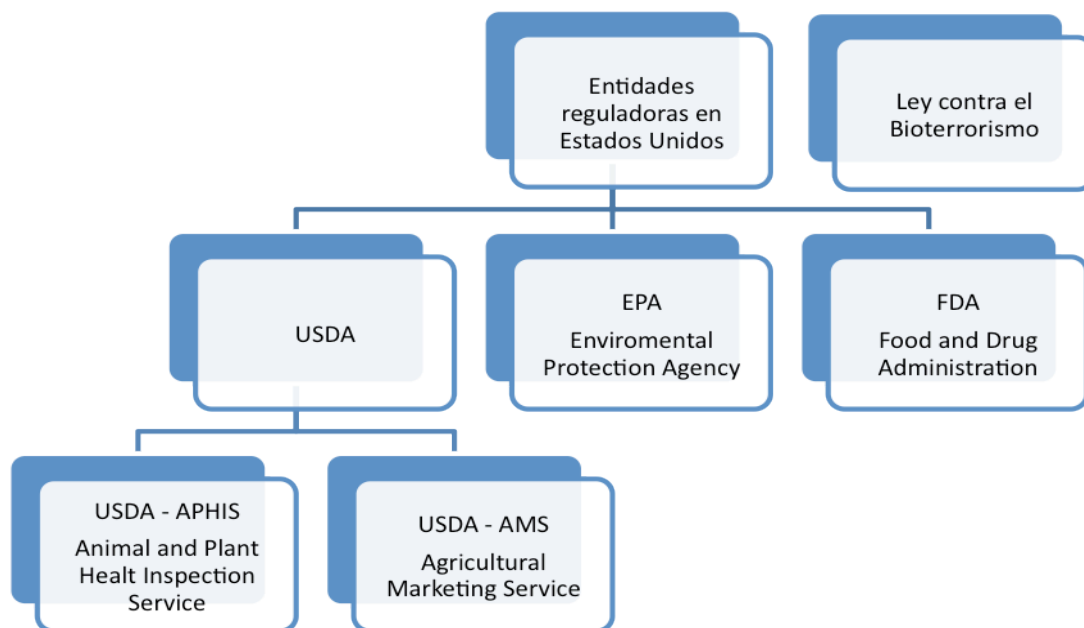 Entidades
reguladoras en
Estados Unidos
Ley contra el
Bioterrorismo
USDA
EPA
Enviromental
Protection Agency
FDA
Food and Drug
Administration
USDA - APHIS
Animal and Plant
Healt Inspection
Service
USDA - AMS
Agricultural
Marketing Service